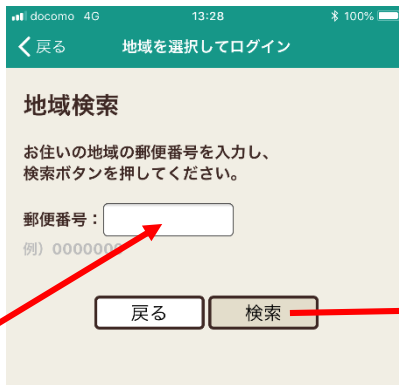 docomo 4G 13:28 100%
戻る 地域を選択してログイン
地域検索
お住いの地域の郵便番号を入力し、
検索ボタンを押してください。
郵便番号：
例）0000000
戻る 検索